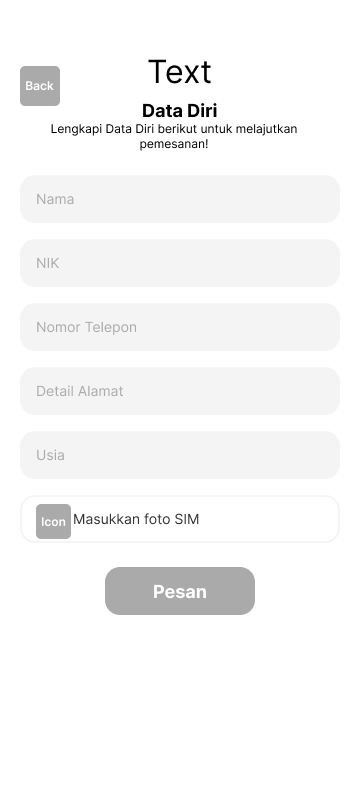 Text
Back
Data Diri
Lengkapi Data Diri berikut untuk melajutkan
pemesanan!
Nama
NIK
Nomor Telepon
Detail Alamat
Usia
Icon Masukkan foto SIM
Pesan